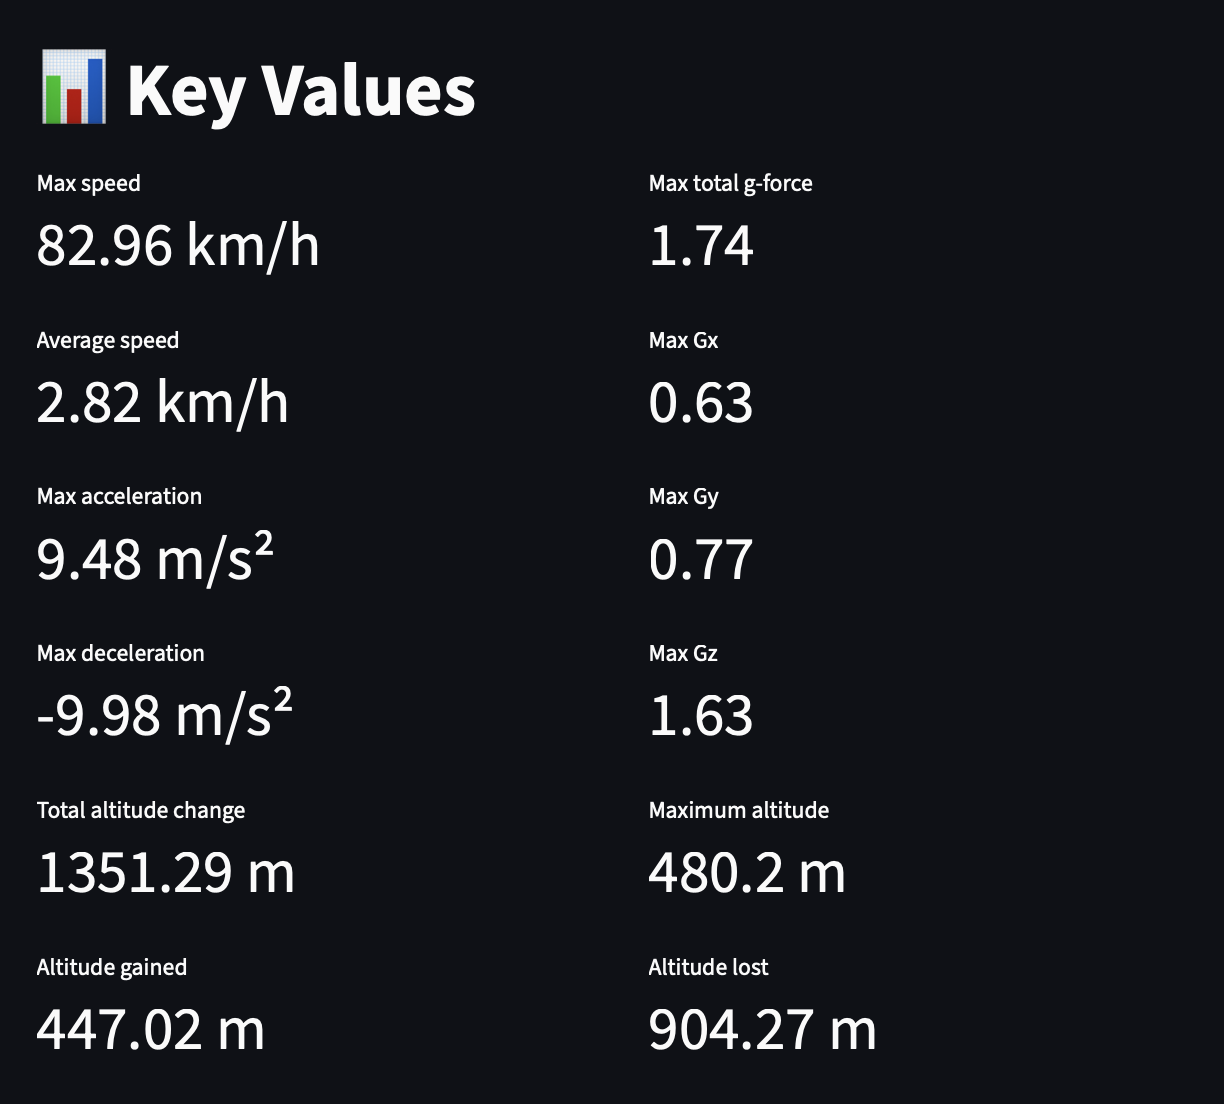 Key Values
Max speed
82.96 km/h
Max total g-force
1.74
Average speed
2.82 km/h
Max Gx
0.63
Max acceleration
9.48 m/s²
Max Gy
0.77
Max deceleration
-9.98 m/s²
Max Gz
1.63
Total altitude change
1351.29 m
Maximum altitude
480.2 m
Altitude gained
447.02 m
Altitude lost
904.27 m